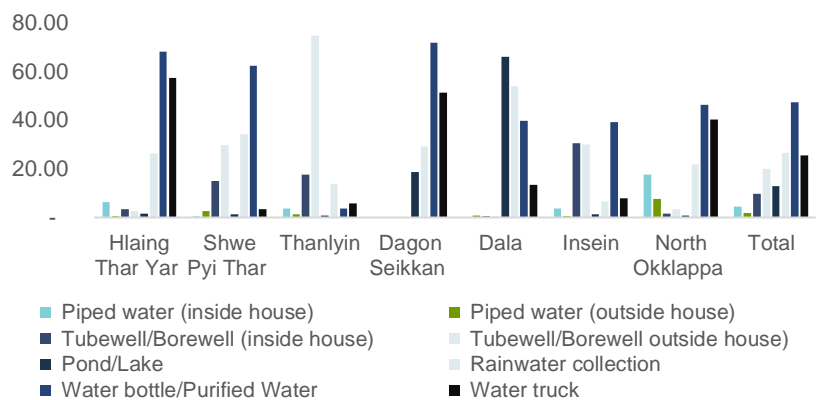 80.00
60.00
40.00
20.00
-
Hlaing Thar Yar
Shwe Pyi Thar
Thanlyin
Dagon Seikkan
Dala
Insein
North Okklappa
Total
Piped water (inside house)
Piped water (outside house)
Tubewell/Borewell (inside house)
Tubewell/Borewell outside house)
Pond/Lake
Rainwater collection
Water bottle/Purified Water
Water truck